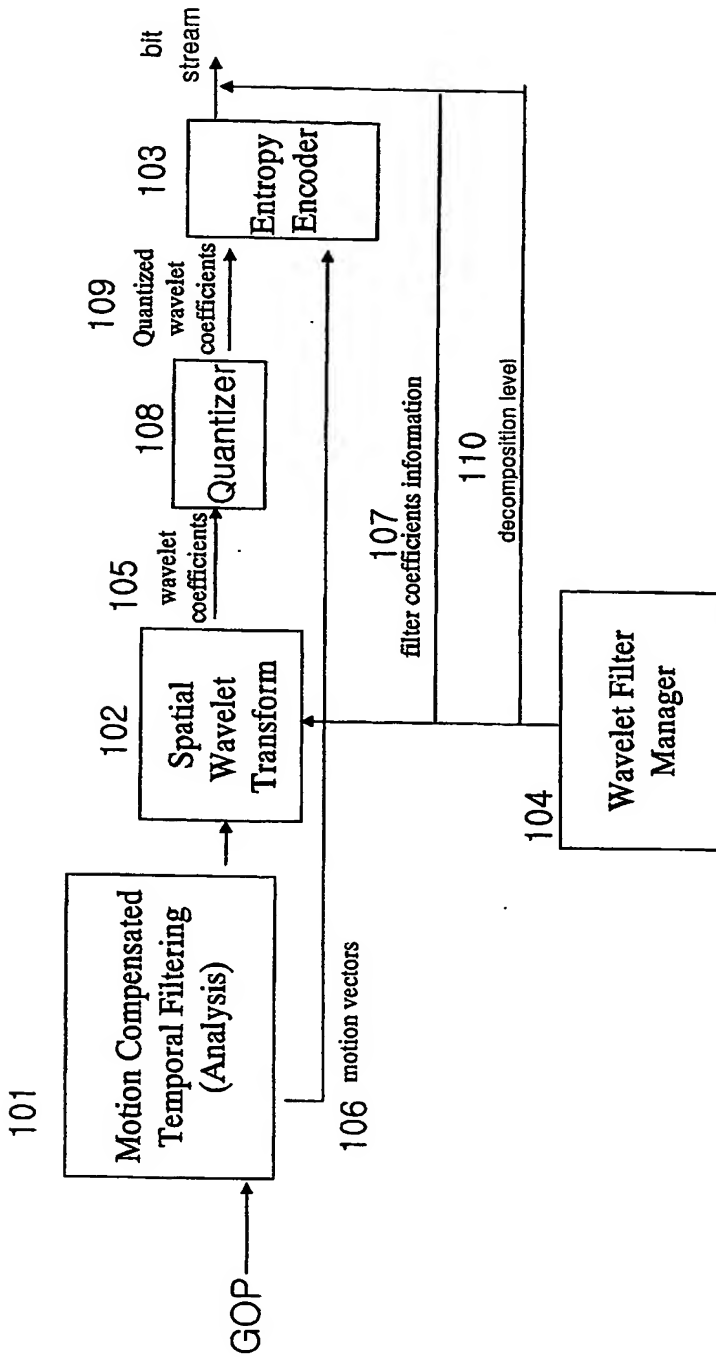 GOP
101
Motion Compensated
Temporal Filtering
(Analysis)
106 motion vectors
102
Spatial
Wavelet
Transform
105
wavelet
coefficients
108
Quantizer
109
Quantized
wavelet
coefficients
103
Entropy
Encoder
bit
stream
107
filter coefficients information
110
decomposition level
104
Wavelet Filter
Manager